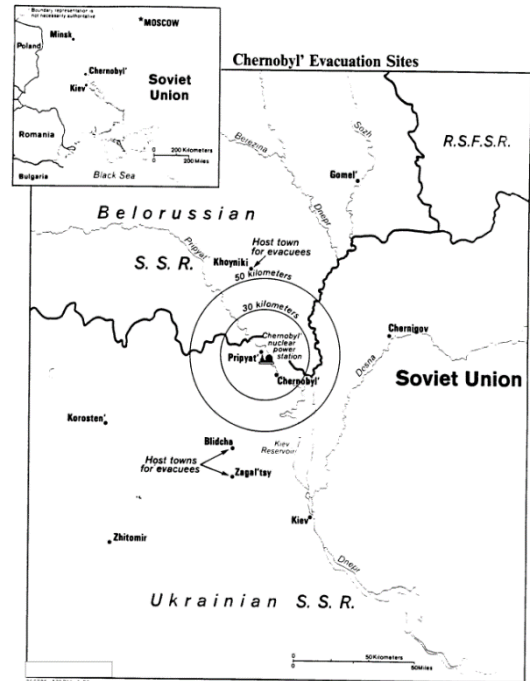 Boundary representation is
not necessarily authoritative
MOSCOW
Minsk
Poland
Chernobyl'
Kiev
Soviet
Union
Romania
0 200 Kilometers
0 200 Miles
Bulgaria
Black Sea
Chernobyl' Evacuation Sites
Berezina
Sozh
R.S.F.S.R.
Gomel'
Dnepr
Belorussian
S. S. R.
Pripyat'
Host town
for evacuees
Khoyniki
50 kilometers
30 kilometers
Chernobyl'
nuclear
power
station
Pripyat'
Chernobyl'
Chernigov
Desna
Soviet Union
Korosten'
Blidcha
Kiev
Reservoir
Host towns
for evacuees
Zagal'tsy
Kiev
Zhitomir
Dnepr
Ukrainian S. S. R.
0 50 Kilometers
0 50 Miles